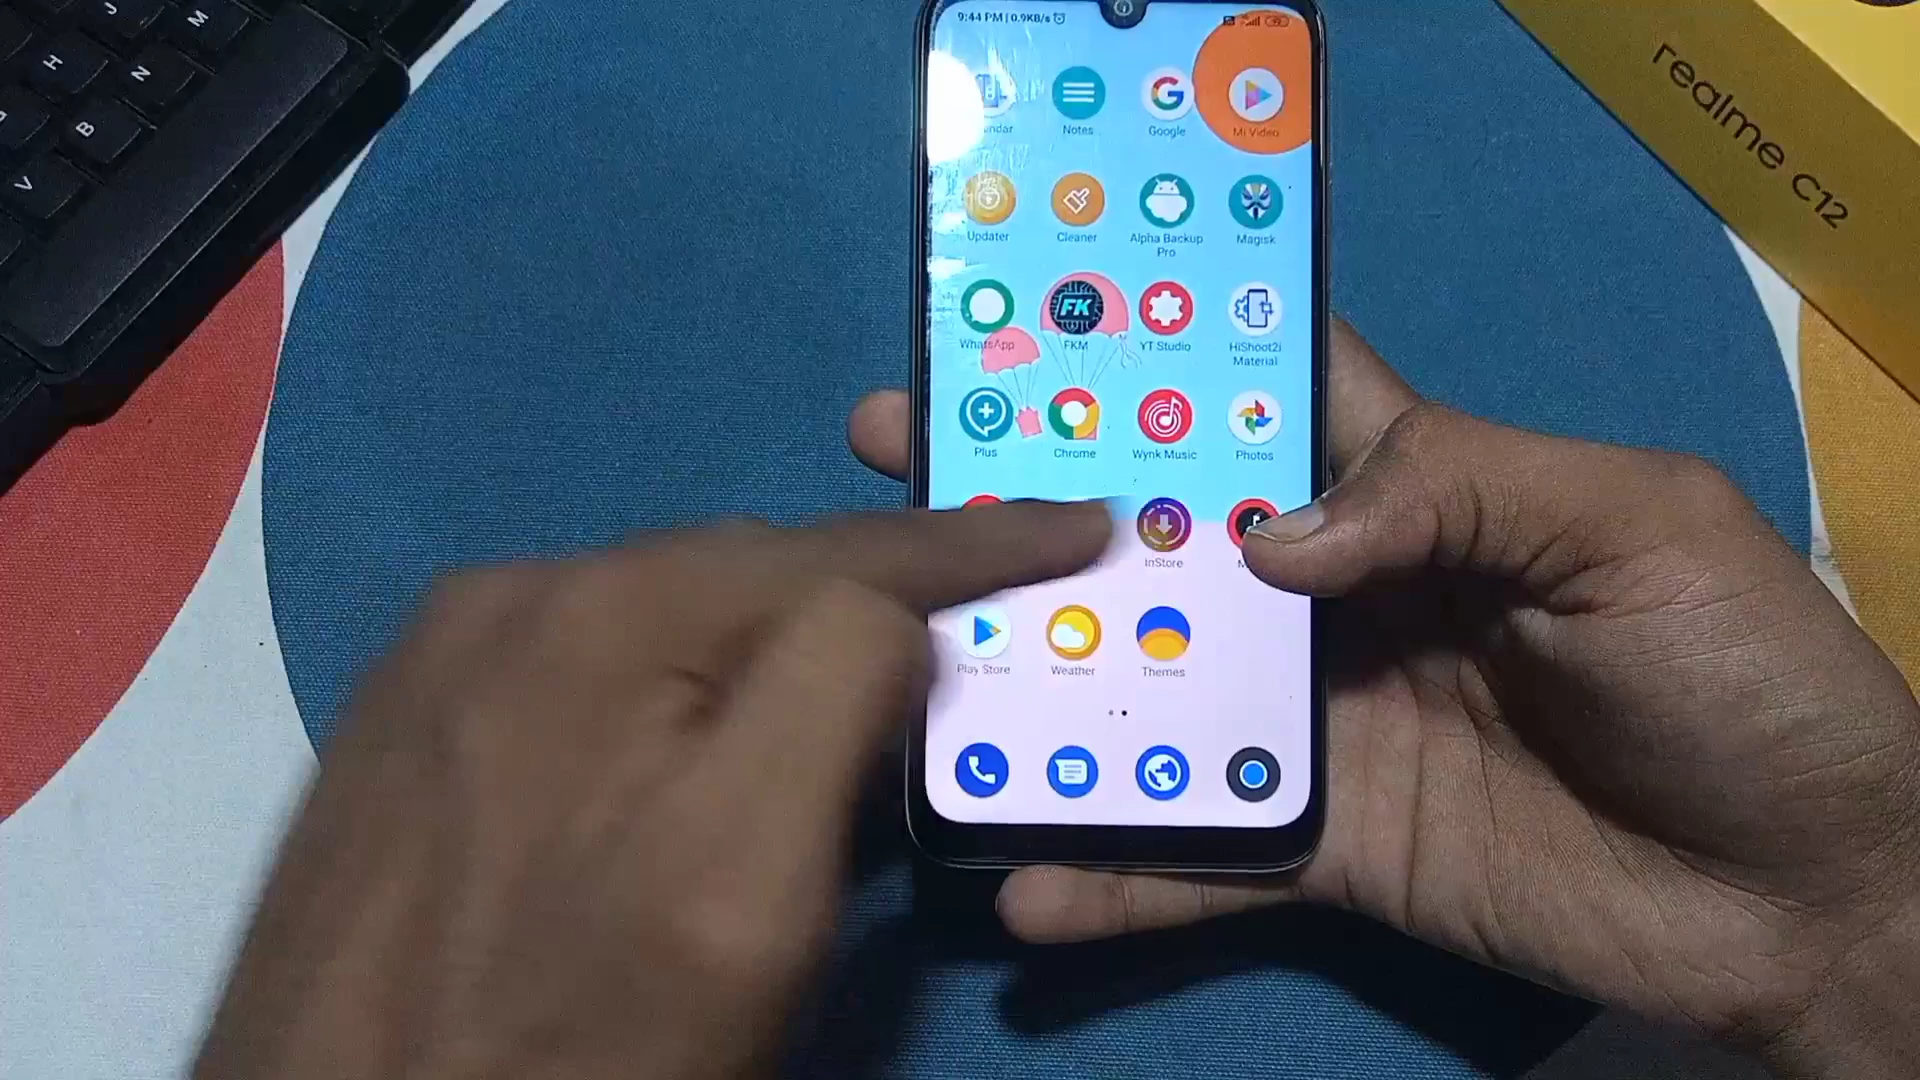 J
M
H
N
B
V
9:44 PM | 0.9KB/s
realme C12
Notes
Google
Mi Video
Updater
Cleaner
Alpha Backup
Pro
Magisk
WhatsApp
FK
FKM
YT Studio
HiShoot2i
Material
Plus
Chrome
Wynk Music
Photos
InStore
Play Store
Weather
Themes